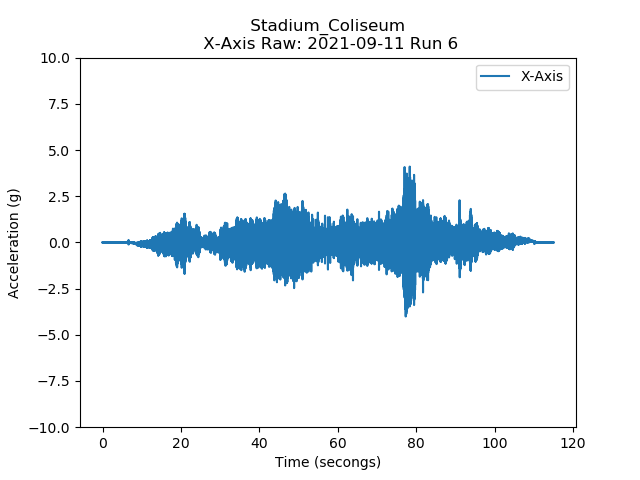 Stadium_Coliseum
X-Axis Raw: 2021-09-11 Run 6
X-Axis
10.0
7.5
5.0
2.5
0.0
−2.5
−5.0
−7.5
−10.0
Acceleration (g)
0 20 40 60 80 100 120
Time (secongs)